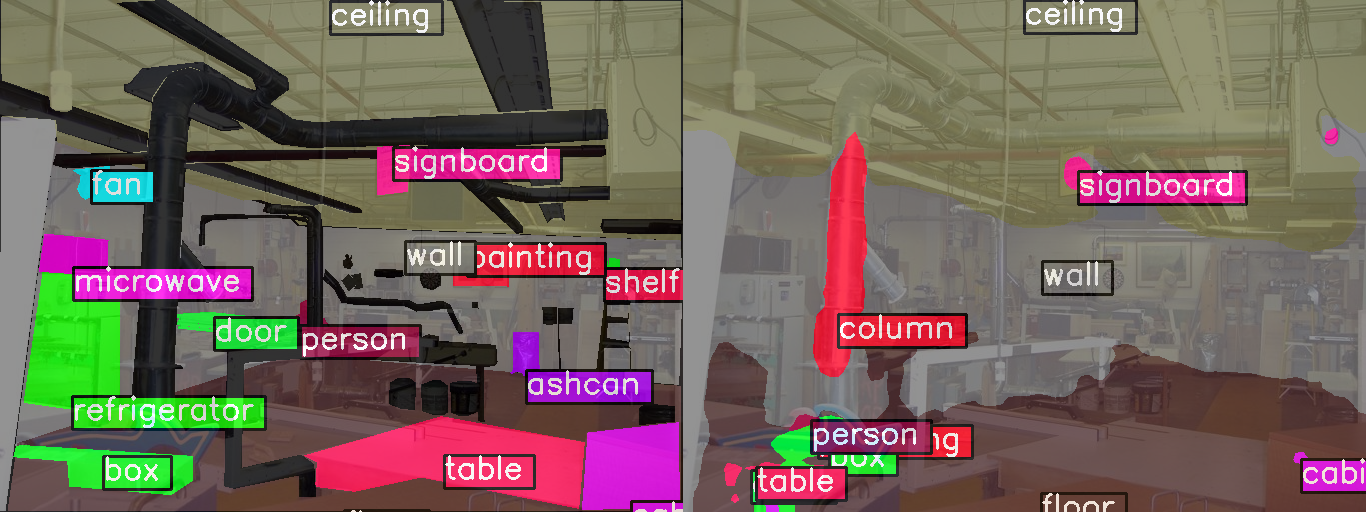 ceiling
signboard
fan
wall
painting
shelf
microwave
door
person
ashcan
refrigerator
box
table
ceiling
signboard
wall
column
person
box
table
floor